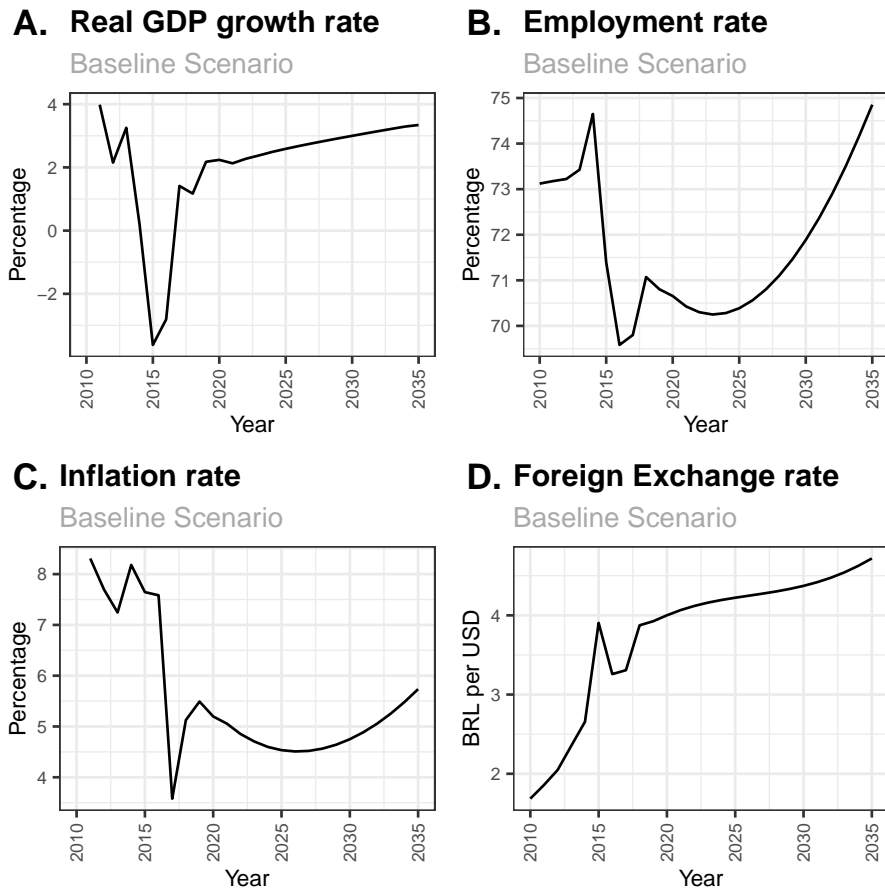 A. Real GDP growth rate
Baseline Scenario
4
2
0
−2
Percentage
2010
2015
2020
2025
2030
2035
Year
B. Employment rate
Baseline Scenario
75
74
73
72
71
70
Percentage
2010
2015
2020
2025
2030
2035
Year
C. Inflation rate
Baseline Scenario
8
7
6
5
4
Percentage
2010
2015
2020
2025
2030
2035
Year
D. Foreign Exchange rate
Baseline Scenario
4
3
2
BRL per USD
2010
2015
2020
2025
2030
2035
Year